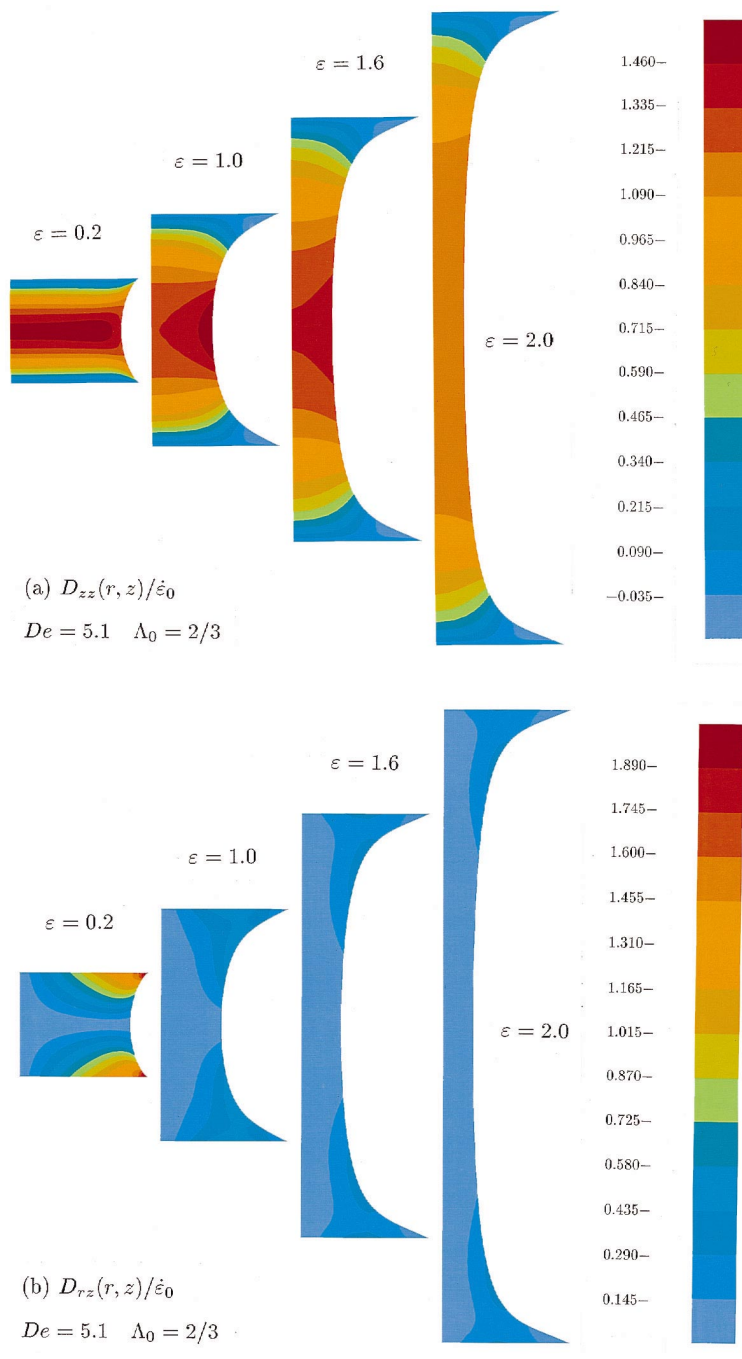 ε = 1.6
1.460–
1.335–
ε = 1.0
1.215–
1.090–
ε = 0.2
0.965–
0.840–
0.715–
ε = 2.0
0.590–
0.465–
0.340–
0.215–
0.090–
−0.035–
(a) D_zz(r, z)/ε̇₀
De = 5.1 Λ₀ = 2/3
ε = 1.6
1.890–
1.745–
1.600–
ε = 1.0
1.455–
ε = 0.2
1.310–
1.165–
1.015–
ε = 2.0
0.870–
0.725–
0.580–
0.435–
0.290–
0.145–
(b) D_rz(r, z)/ε̇₀
De = 5.1 Λ₀ = 2/3